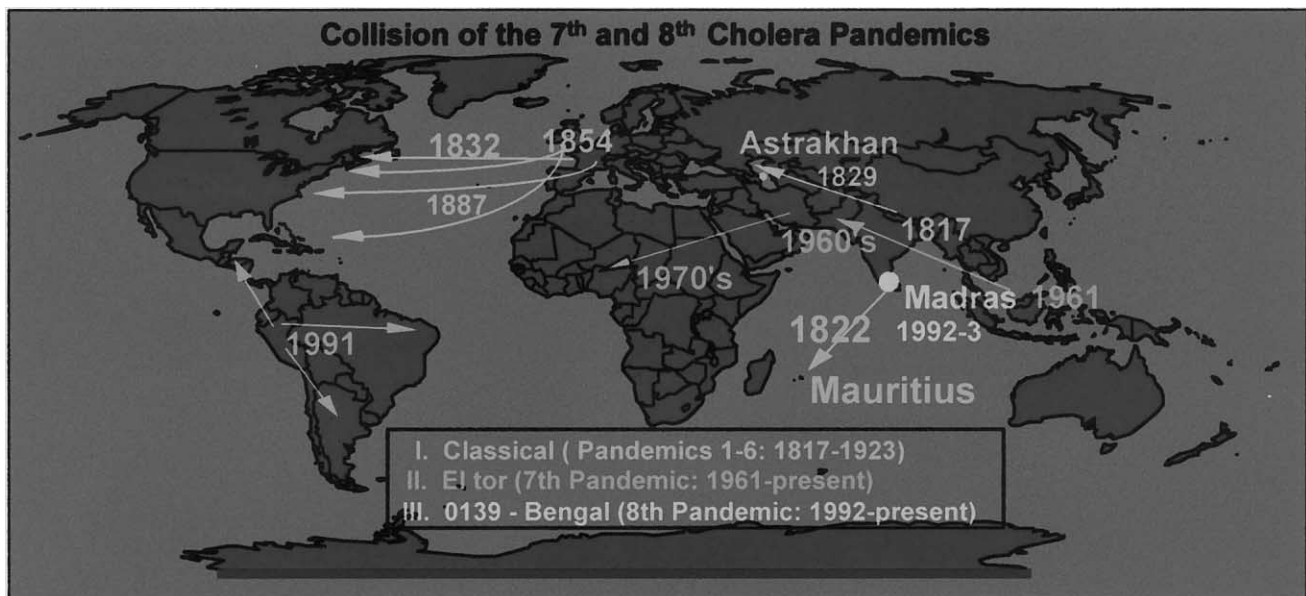 Collision of the 7th and 8th Cholera Pandemics
1832
1854
Astrakhan
1829
1887
1817
1960's
1970's
Madras
1961
1822
1992-3
1991
Mauritius
I. Classical ( Pandemics 1-6: 1817-1923)
II. El tor (7th Pandemic: 1961-present)
III. 0139 - Bengal (8th Pandemic: 1992-present)